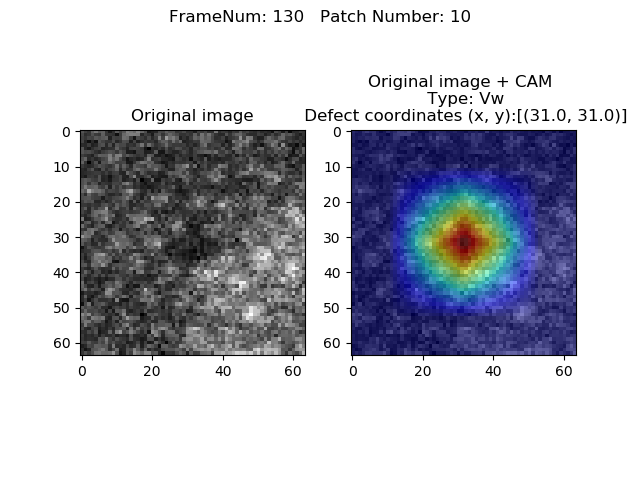 FrameNum: 130   Patch Number: 10
Original image
Original image + CAM
Type: Vw
Defect coordinates (x, y):[(31.0, 31.0)]
0
10
20
30
40
50
60
0 20 40 60
0
10
20
30
40
50
60
0 20 40 60